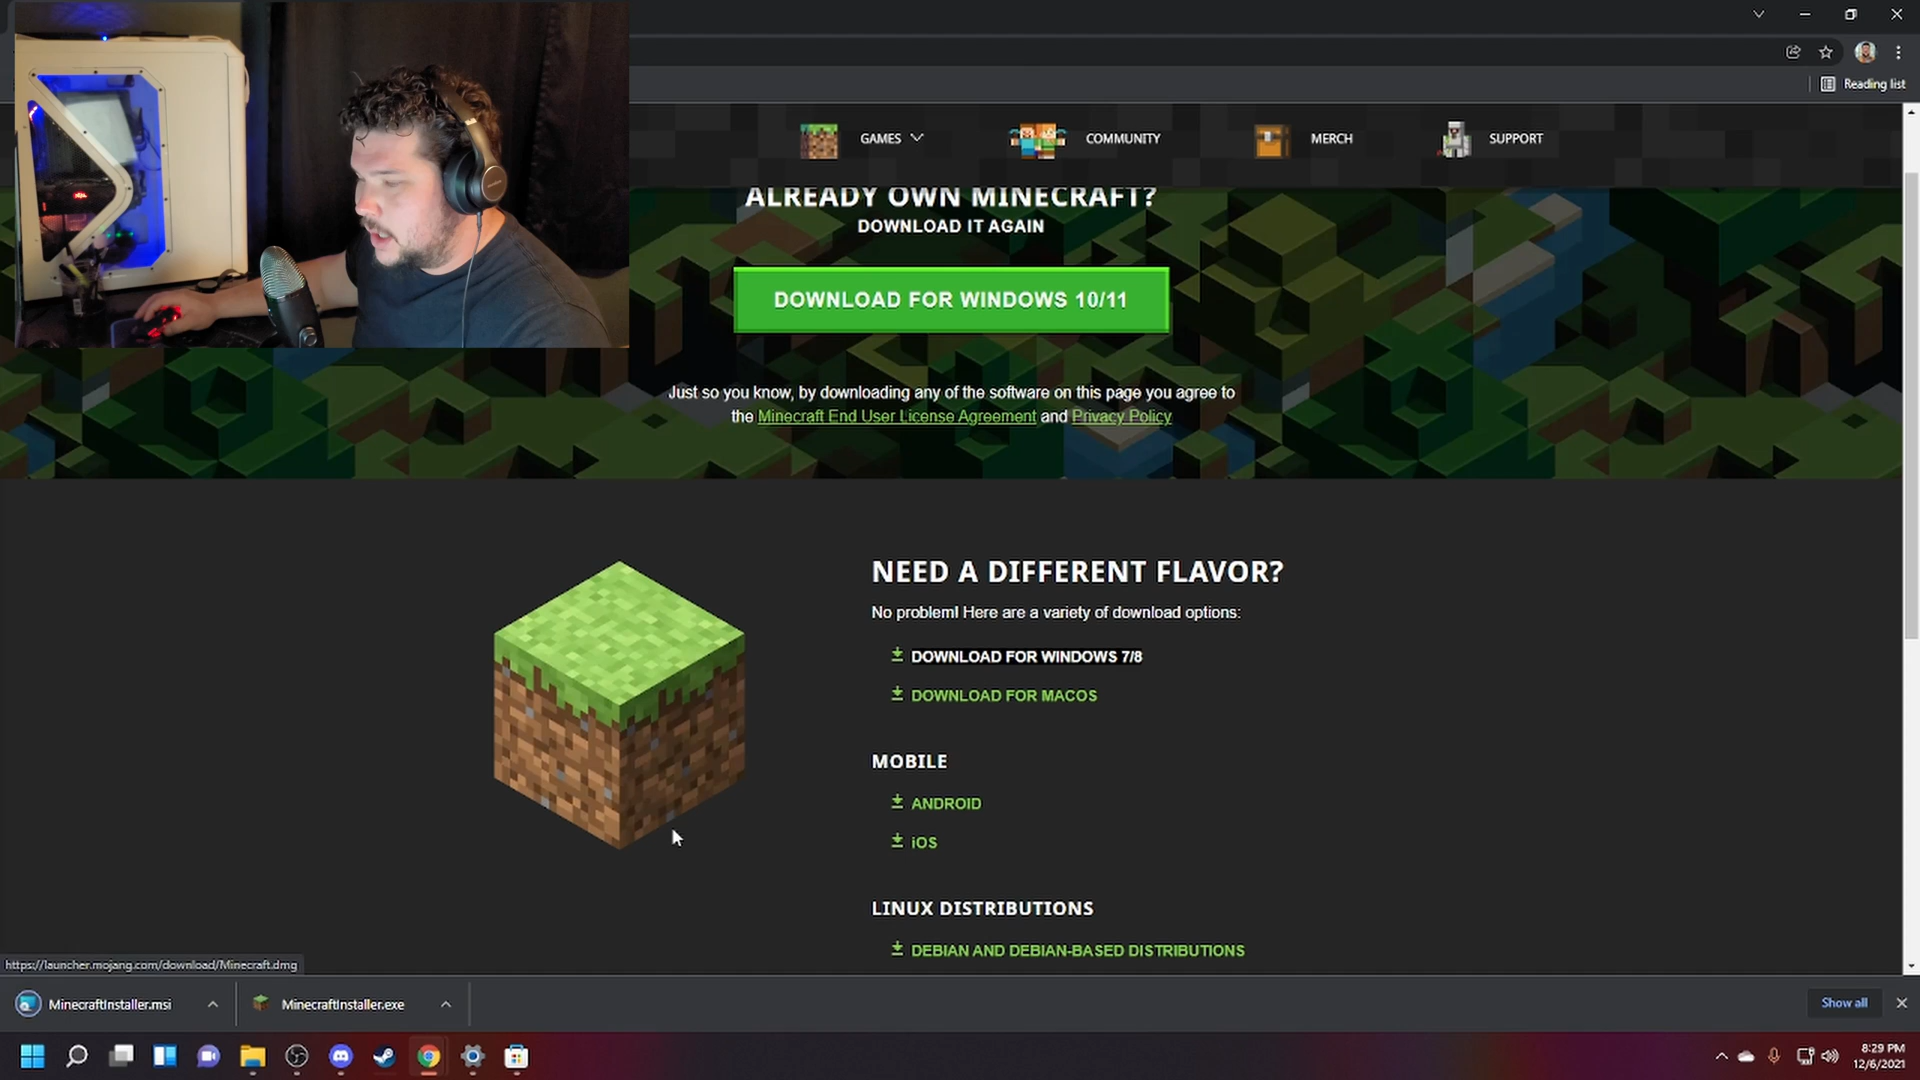 Reading list
GAMES
COMMUNITY
MERCH
SUPPORT
ALREADY OWN MINECRAFT?
DOWNLOAD IT AGAIN
DOWNLOAD FOR WINDOWS 10/11
Just so you know, by downloading any of the software on this page you agree to
the Minecraft End User License Agreement and Privacy Policy
NEED A DIFFERENT FLAVOR?
No problem! Here are a variety of download options:
DOWNLOAD FOR WINDOWS 7/8
DOWNLOAD FOR MACOS
MOBILE
ANDROID
iOS
LINUX DISTRIBUTIONS
DEBIAN AND DEBIAN-BASED DISTRIBUTIONS
https://launcher.mojang.com/download/Minecraft.dmg
MinecraftInstaller.msi
MinecraftInstaller.exe
Show all
8:29 PM
12/6/2021